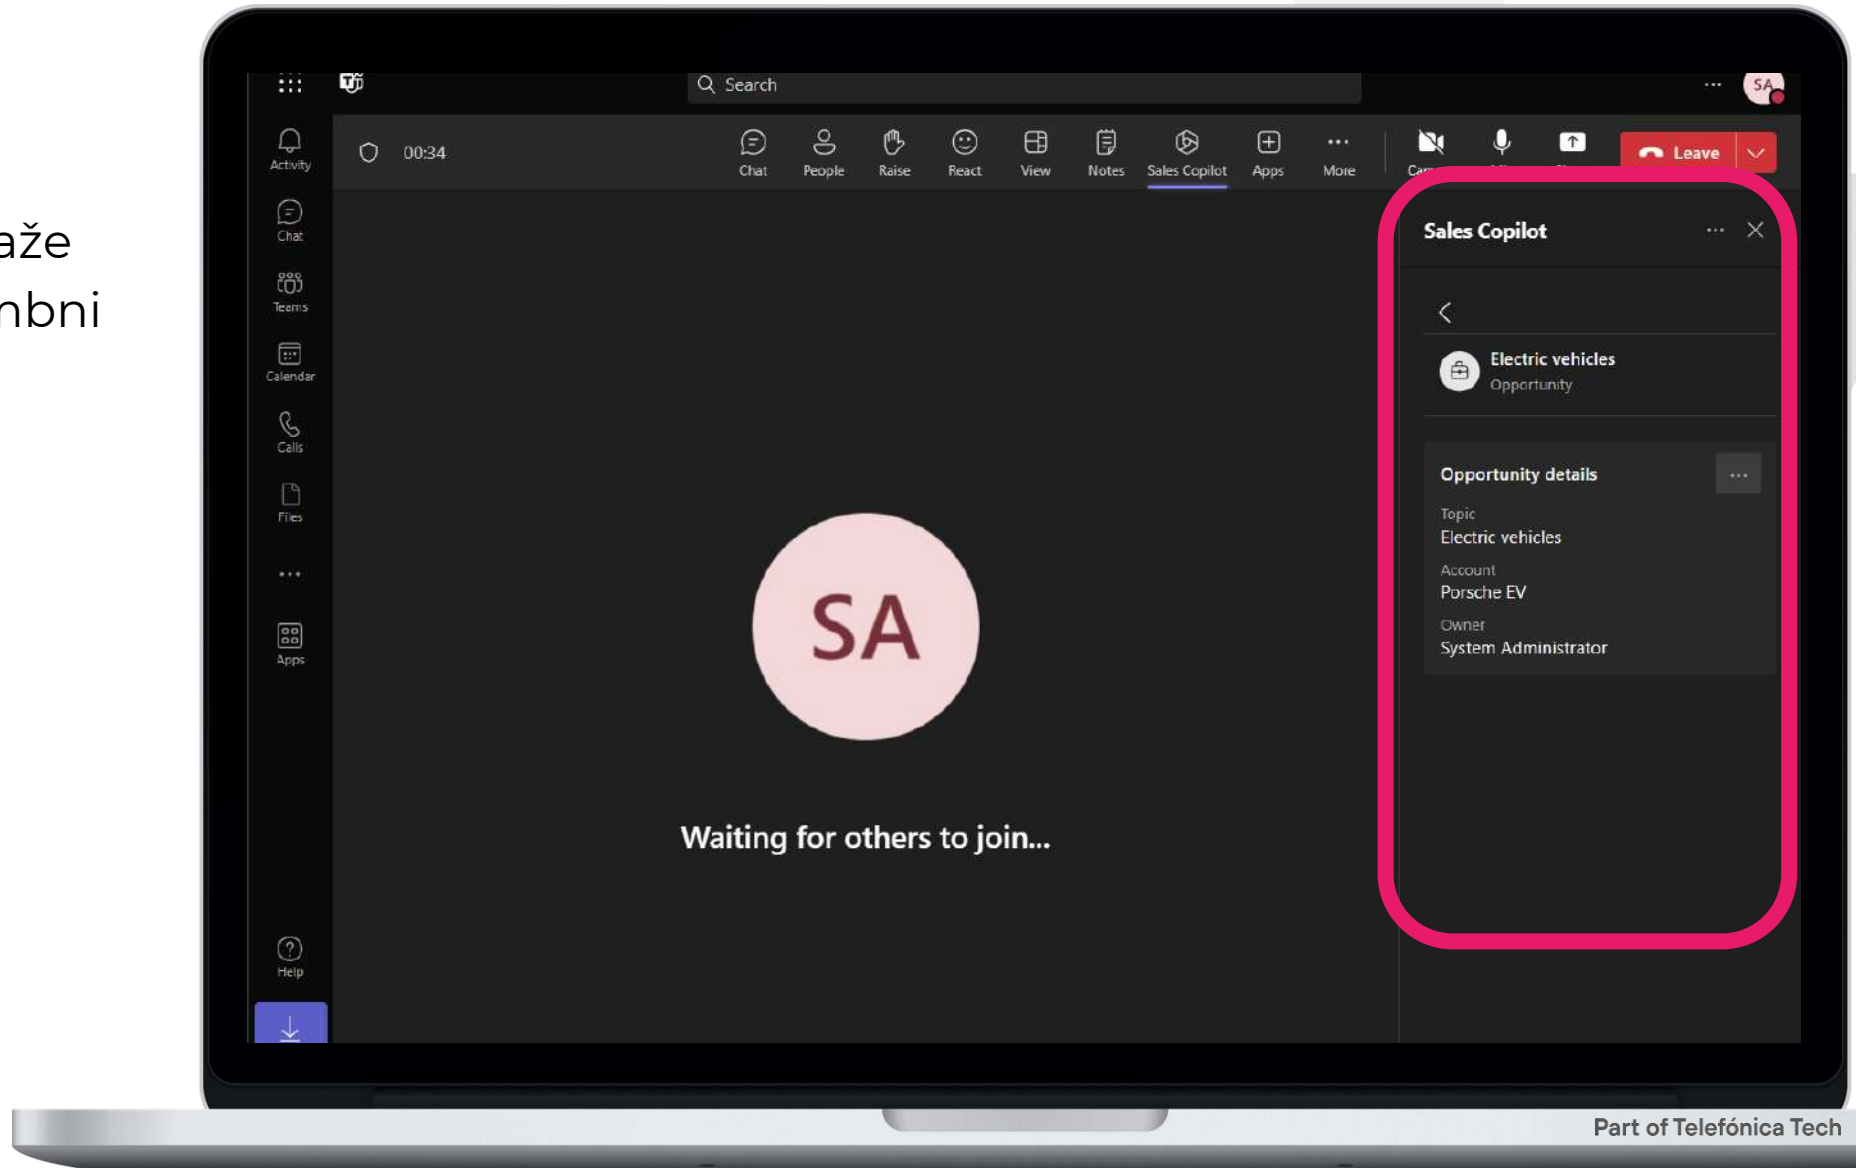 aže
nbni
Search
SA
Activity
00:34
Chat
People
Raise
React
View
Notes
Sales Copilot
Apps
More
Leave
Chat
Teams
Calendar
Calls
Files
Apps
Help
SA
Waiting for others to join...
Sales Copilot
Electric vehicles
Opportunity
Opportunity details
Topic
Electric vehicles
Account
Porsche EV
Owner
System Administrator
Part of Telefónica Tech